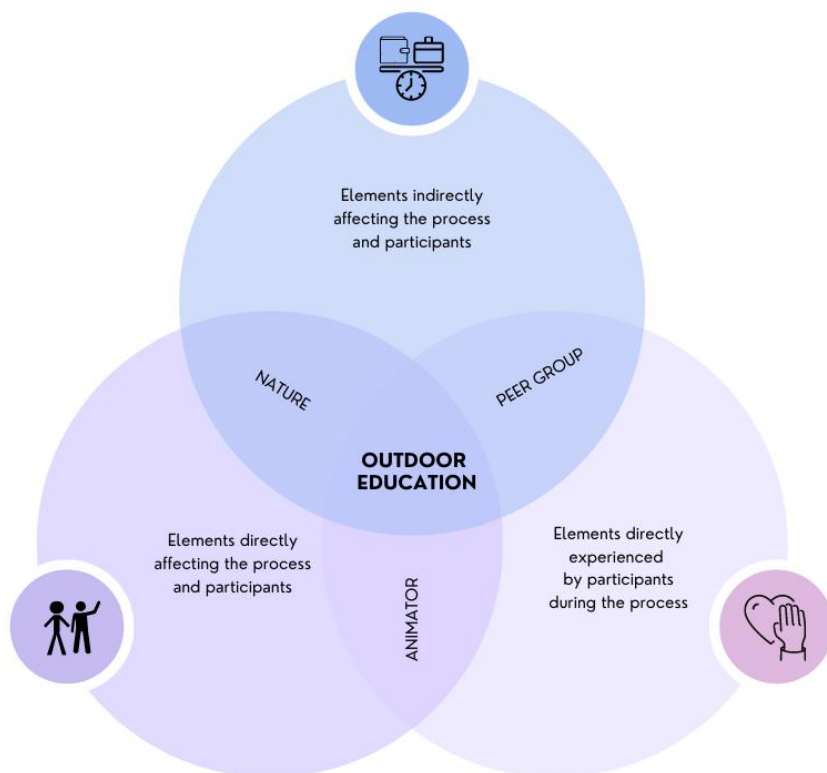 Elements indirectly
affecting the process
and participants
NATURE
PEER GROUP
OUTDOOR
EDUCATION
Elements directly
affecting the process
and participants
Elements directly
experienced
by participants
during the process
ANIMATOR